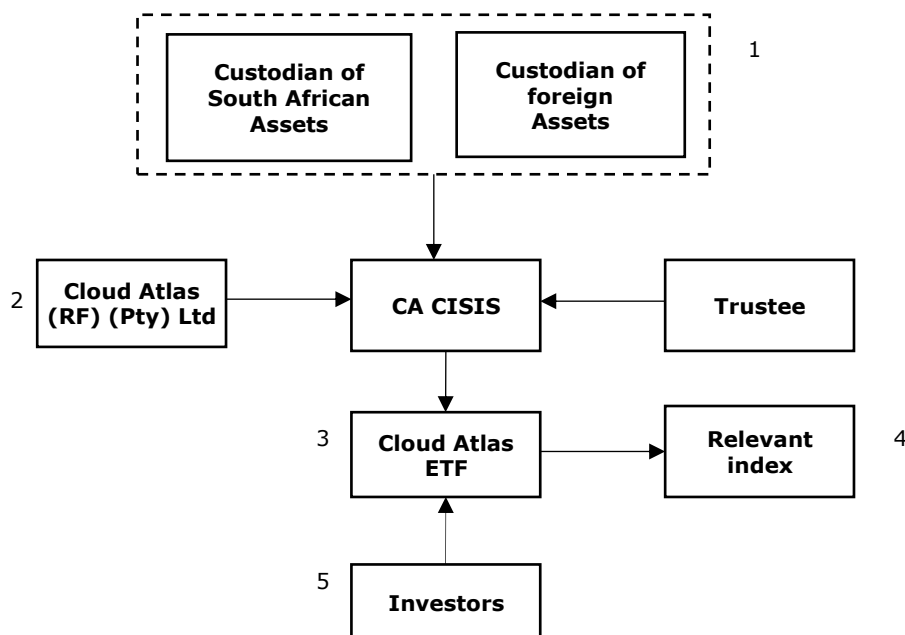 1
Custodian of
South African
Assets
Custodian of
foreign
Assets
2
Cloud Atlas
(RF) (Pty) Ltd
CA CISIS
Trustee
3
Cloud Atlas
ETF
Relevant
index
4
5
Investors